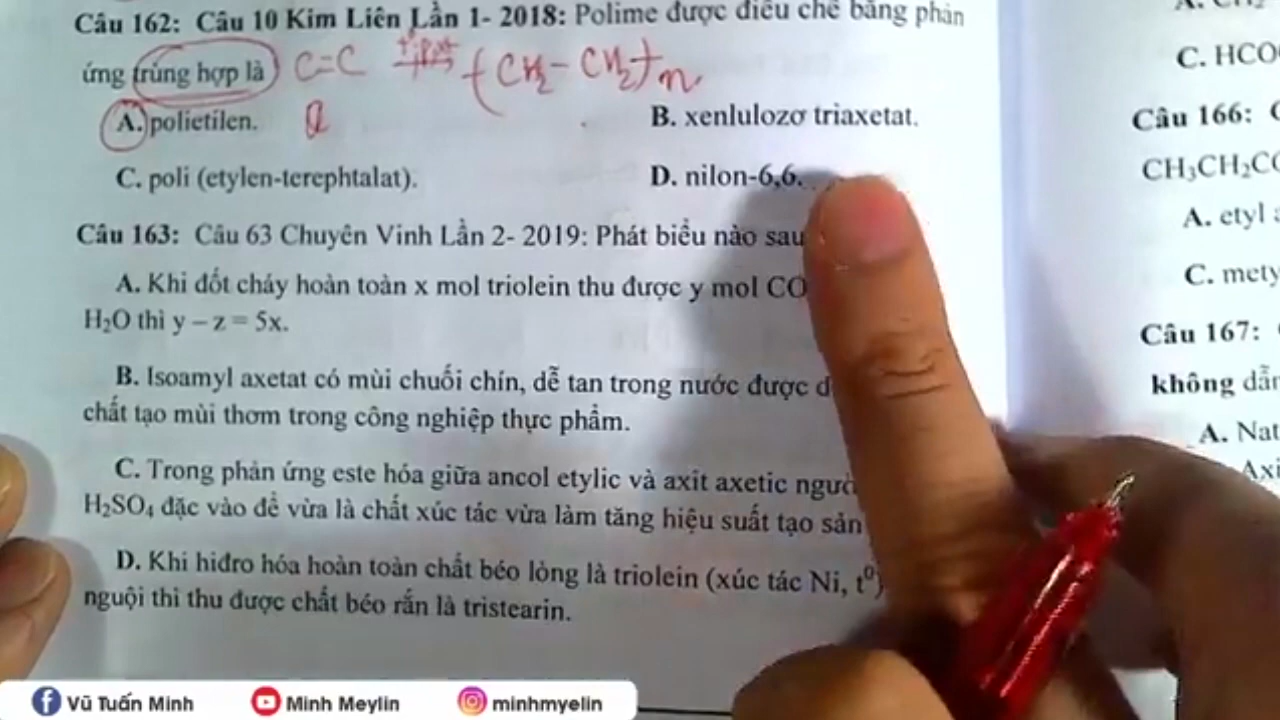 Câu 162: Câu 10 Kim Liên Lần 1- 2018: Polime được điều chế bằng phản
ứng trùng hợp là C=C (CH2 - CH2)n
A. polietilen.
B. xenlulozơ triaxetat.
C. poli (etylen-terephtalat).
D. nilon-6,6.
Câu 163: Câu 63 Chuyên Vinh Lần 2- 2019: Phát biểu nào sau
A. Khi đốt cháy hoàn toàn x mol triolein thu được y mol CO
H₂O thì y – z = 5x.
B. Isoamyl axetat có mùi chuối chín, dễ tan trong nước được d
chất tạo mùi thơm trong công nghiệp thực phẩm.
C. Trong phản ứng este hóa giữa ancol etylic và axit axetic ngườ
H₂SO₄ đặc vào để vừa là chất xúc tác vừa làm tăng hiệu suất tạo sản
D. Khi hiđro hóa hoàn toàn chất béo lỏng là triolein (xúc tác Ni, t⁰)
nguội thì thu được chất béo rắn là tristearin.
C. HCO
Câu 166:
CH₃CH₂C
A. etyl
C. mety
Câu 167:
không dẫn
A. Nat
Axi
Vũ Tuấn Minh
Minh Meylin
minhmyelin